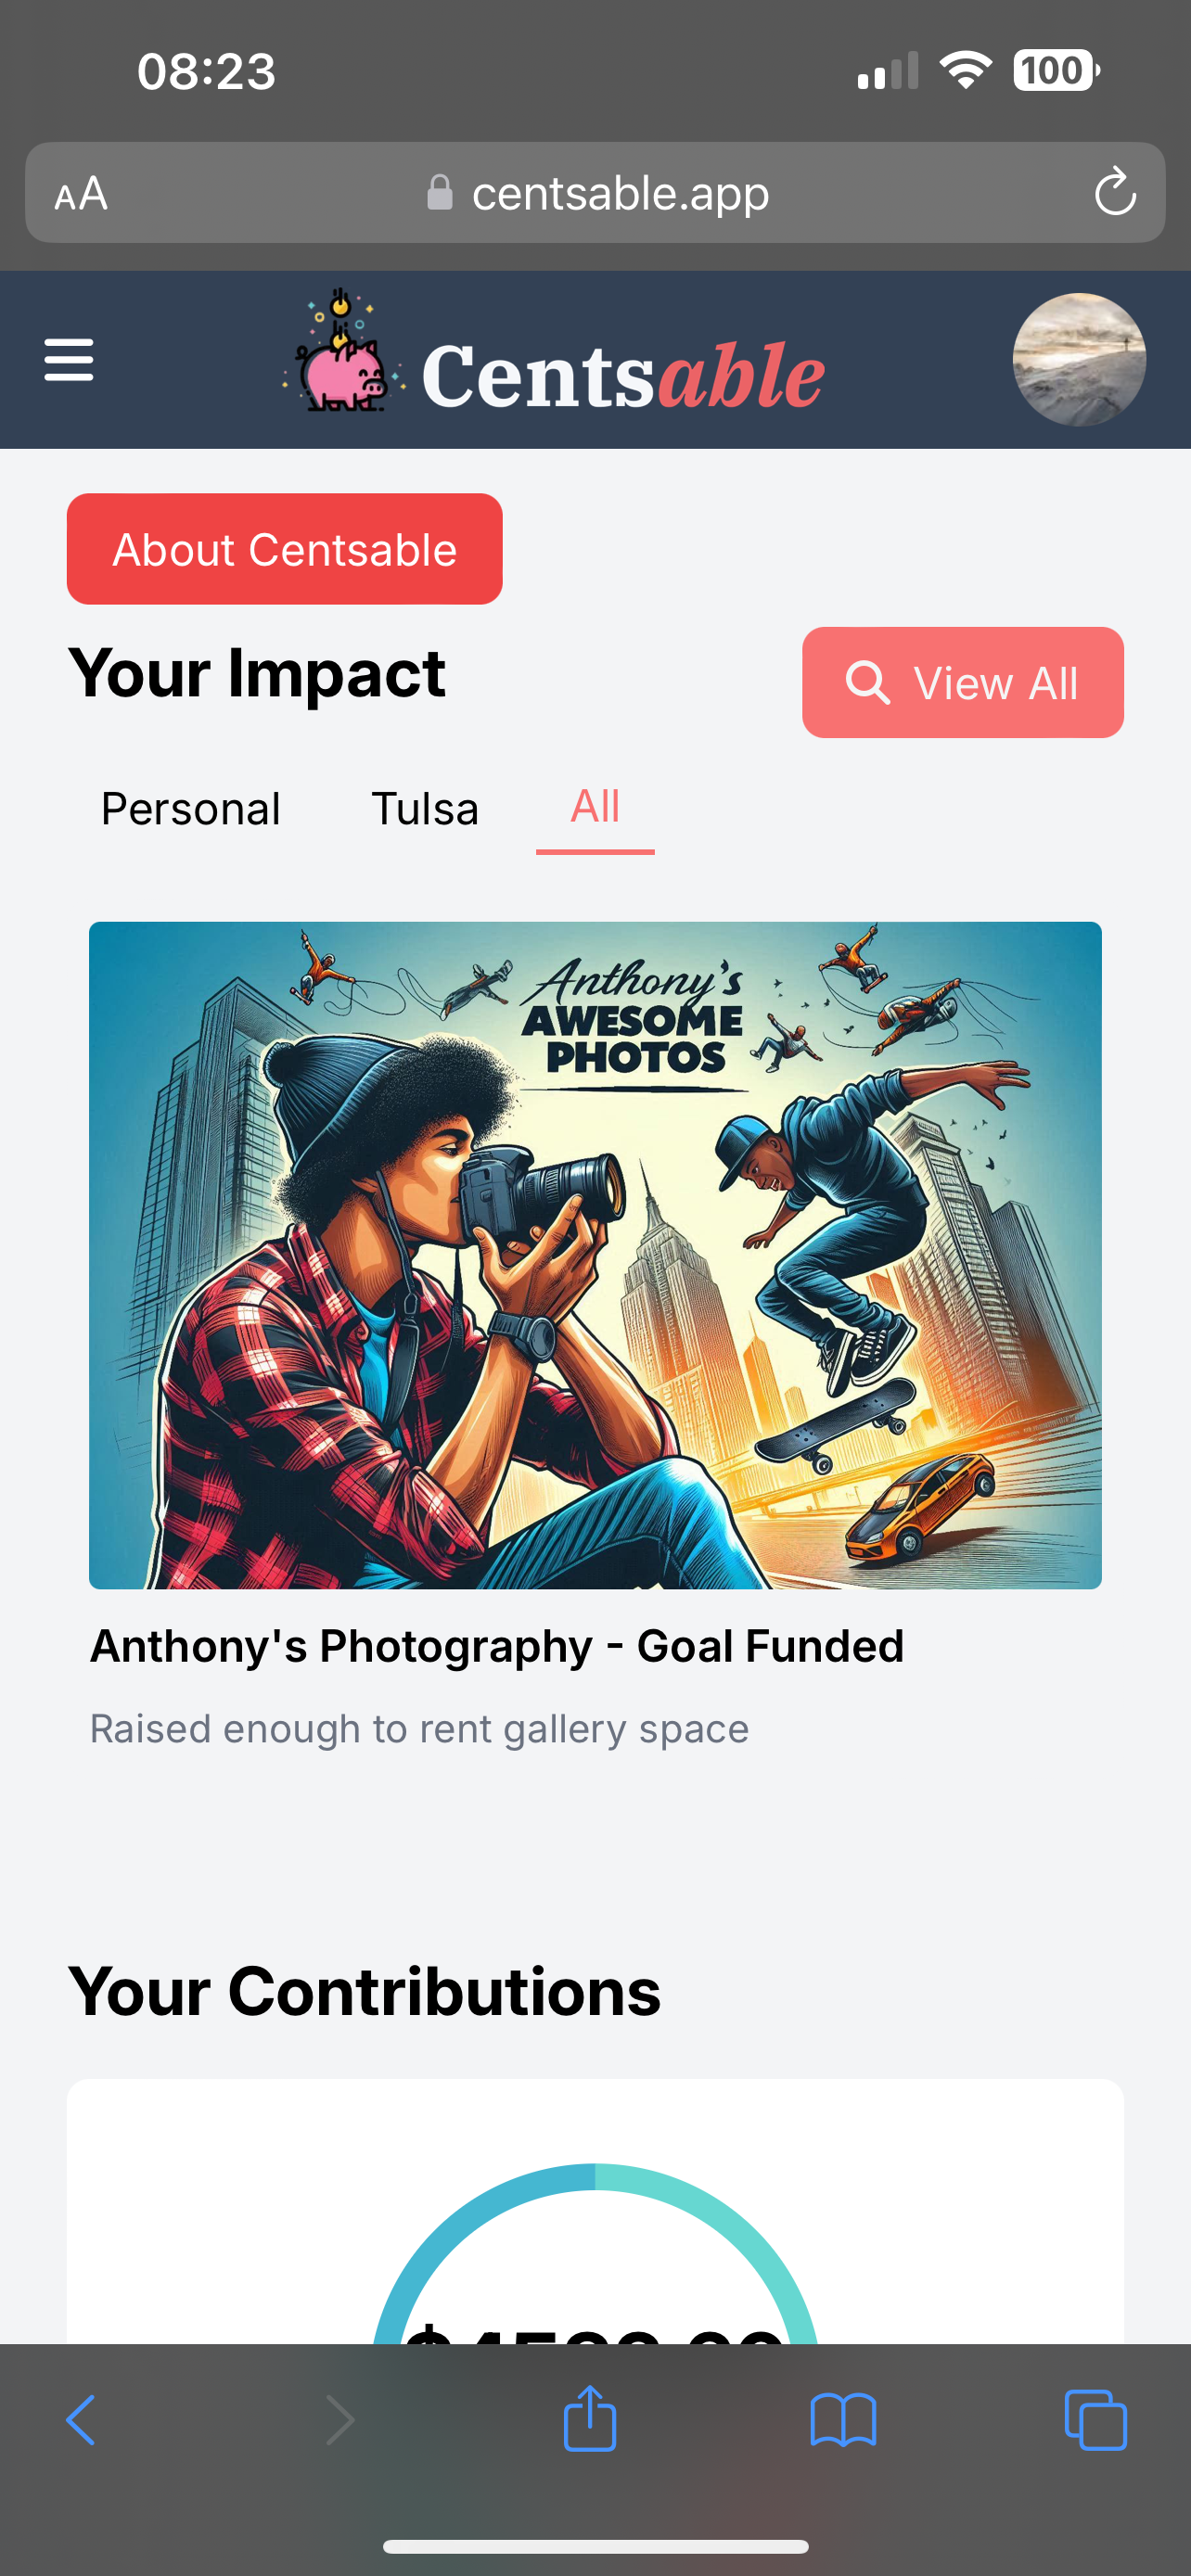 08:23
100
AA
centsable.app
Centsable
About Centsable
Your Impact
View All
Personal
Tulsa
All
Anthony's
AWESOME
PHOTOS
Anthony's Photography - Goal Funded
Raised enough to rent gallery space
Your Contributions